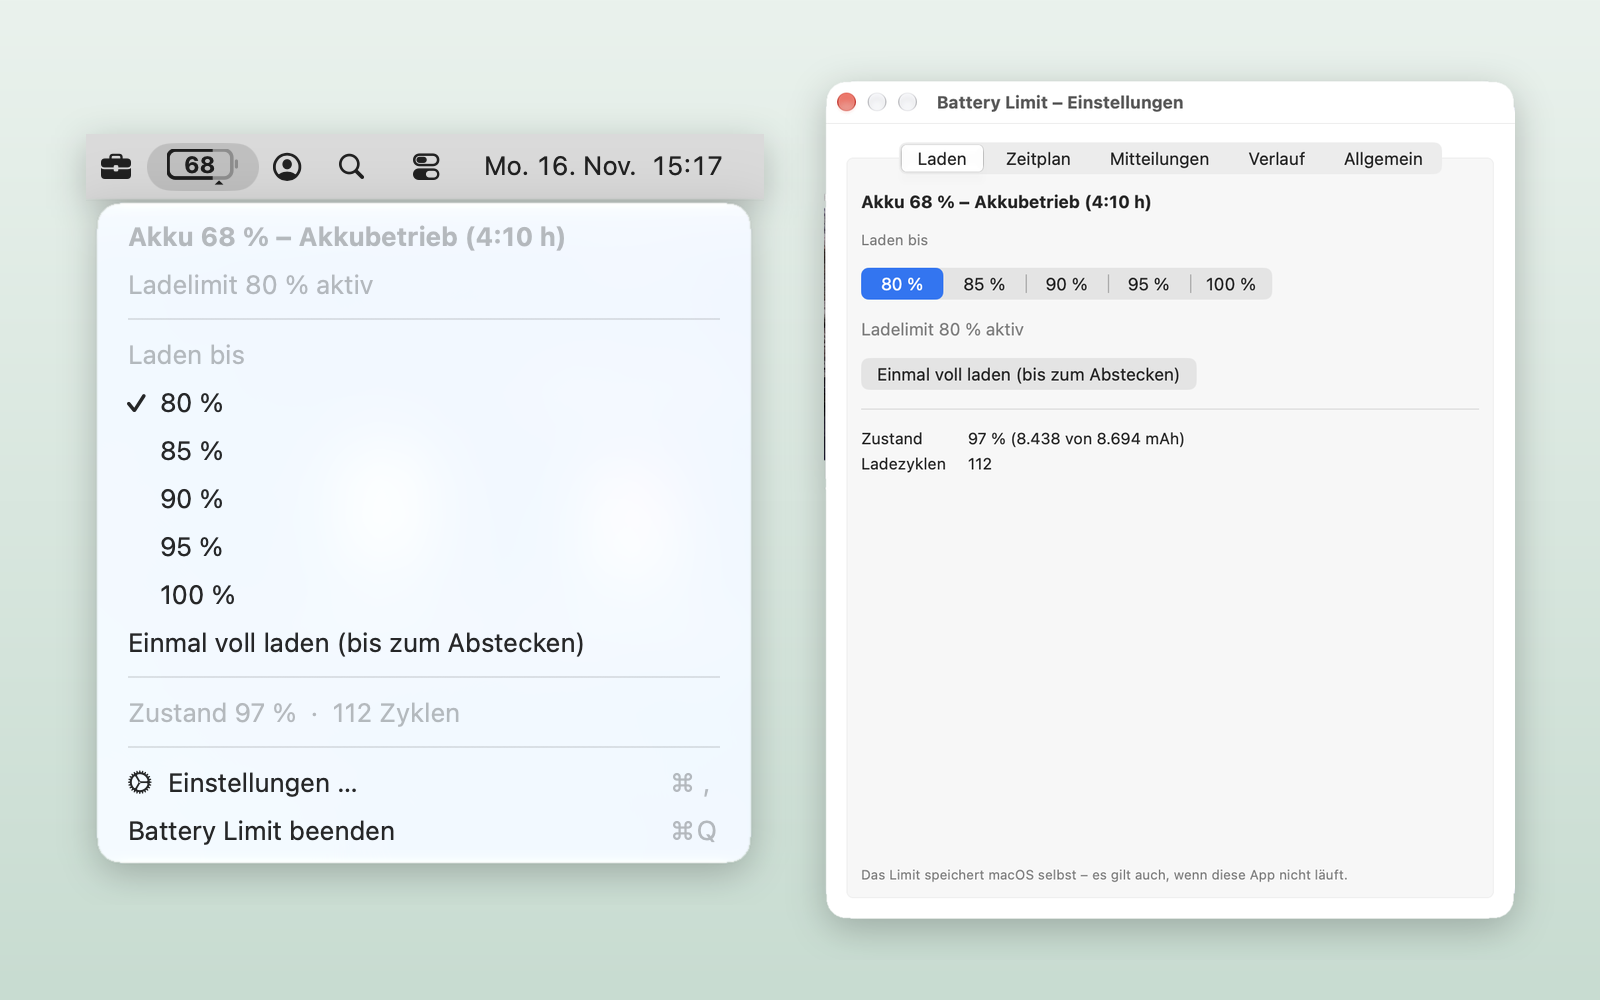 68
Mo. 16. Nov. 15:17
Akku 68 % – Akkubetrieb (4:10 h)
Ladelimit 80 % aktiv
Laden bis
✓ 80 %
85 %
90 %
95 %
100 %
Einmal voll laden (bis zum Abstecken)
Zustand 97 % · 112 Zyklen
Einstellungen ... ⌘ ,
Battery Limit beenden ⌘Q
Battery Limit – Einstellungen
Laden Zeitplan Mitteilungen Verlauf Allgemein
Akku 68 % – Akkubetrieb (4:10 h)
Laden bis
80 % 85 % 90 % 95 % 100 %
Ladelimit 80 % aktiv
Einmal voll laden (bis zum Abstecken)
Zustand 97 % (8.438 von 8.694 mAh)
Ladezyklen 112
Das Limit speichert macOS selbst – es gilt auch, wenn diese App nicht läuft.